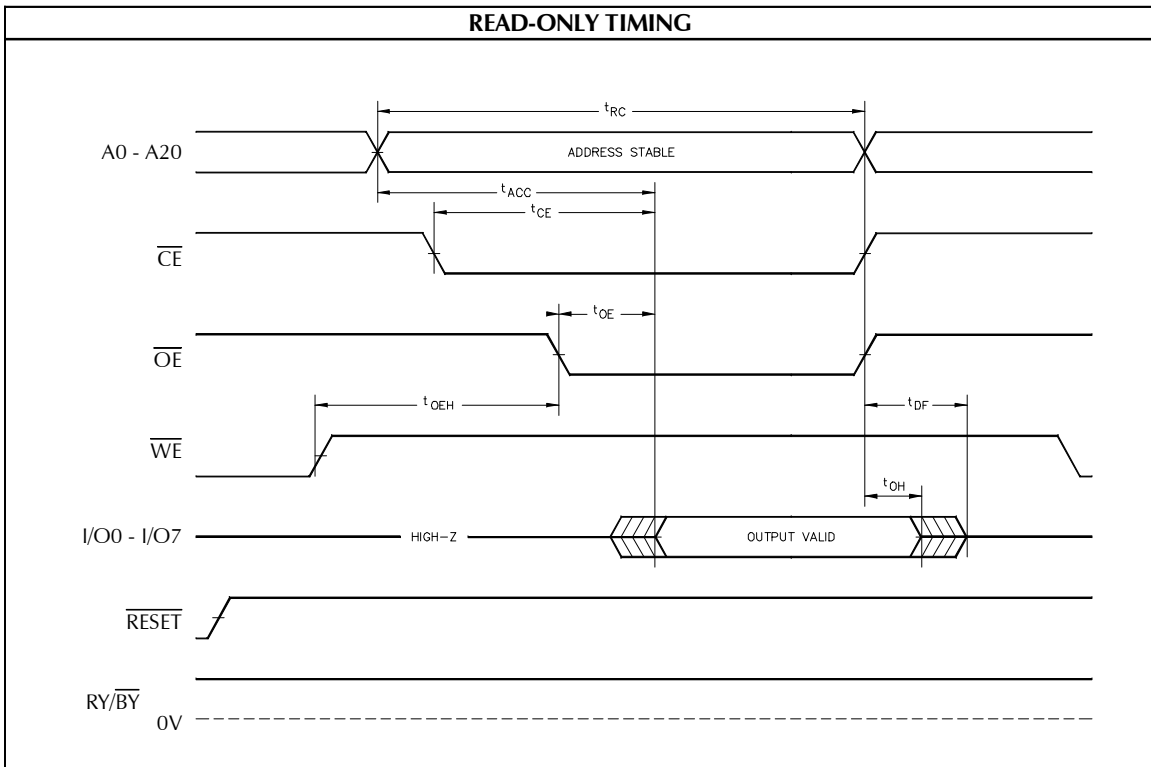 READ-ONLY TIMING
tRC
A0 - A20
ADDRESS STABLE
tACC
tCE
CE
tOE
OE
tOEH
tDF
WE
tOH
I/O0 - I/O7
HIGH-Z
OUTPUT VALID
RESET
RY/BY
0V